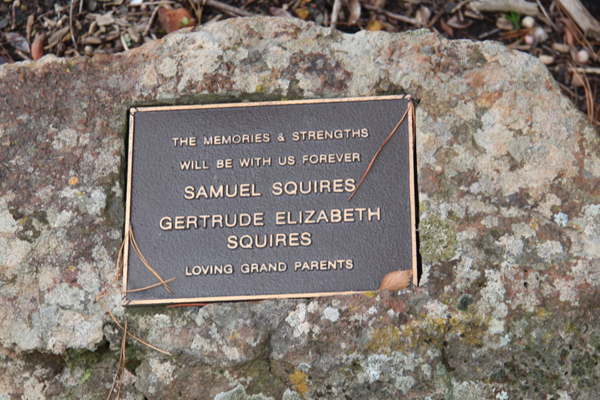 THE MEMORIES & STRENGTHS
WILL BE WITH US FOREVER
SAMUEL SQUIRES
GERTRUDE ELIZABETH
SQUIRES
LOVING GRAND PARENTS